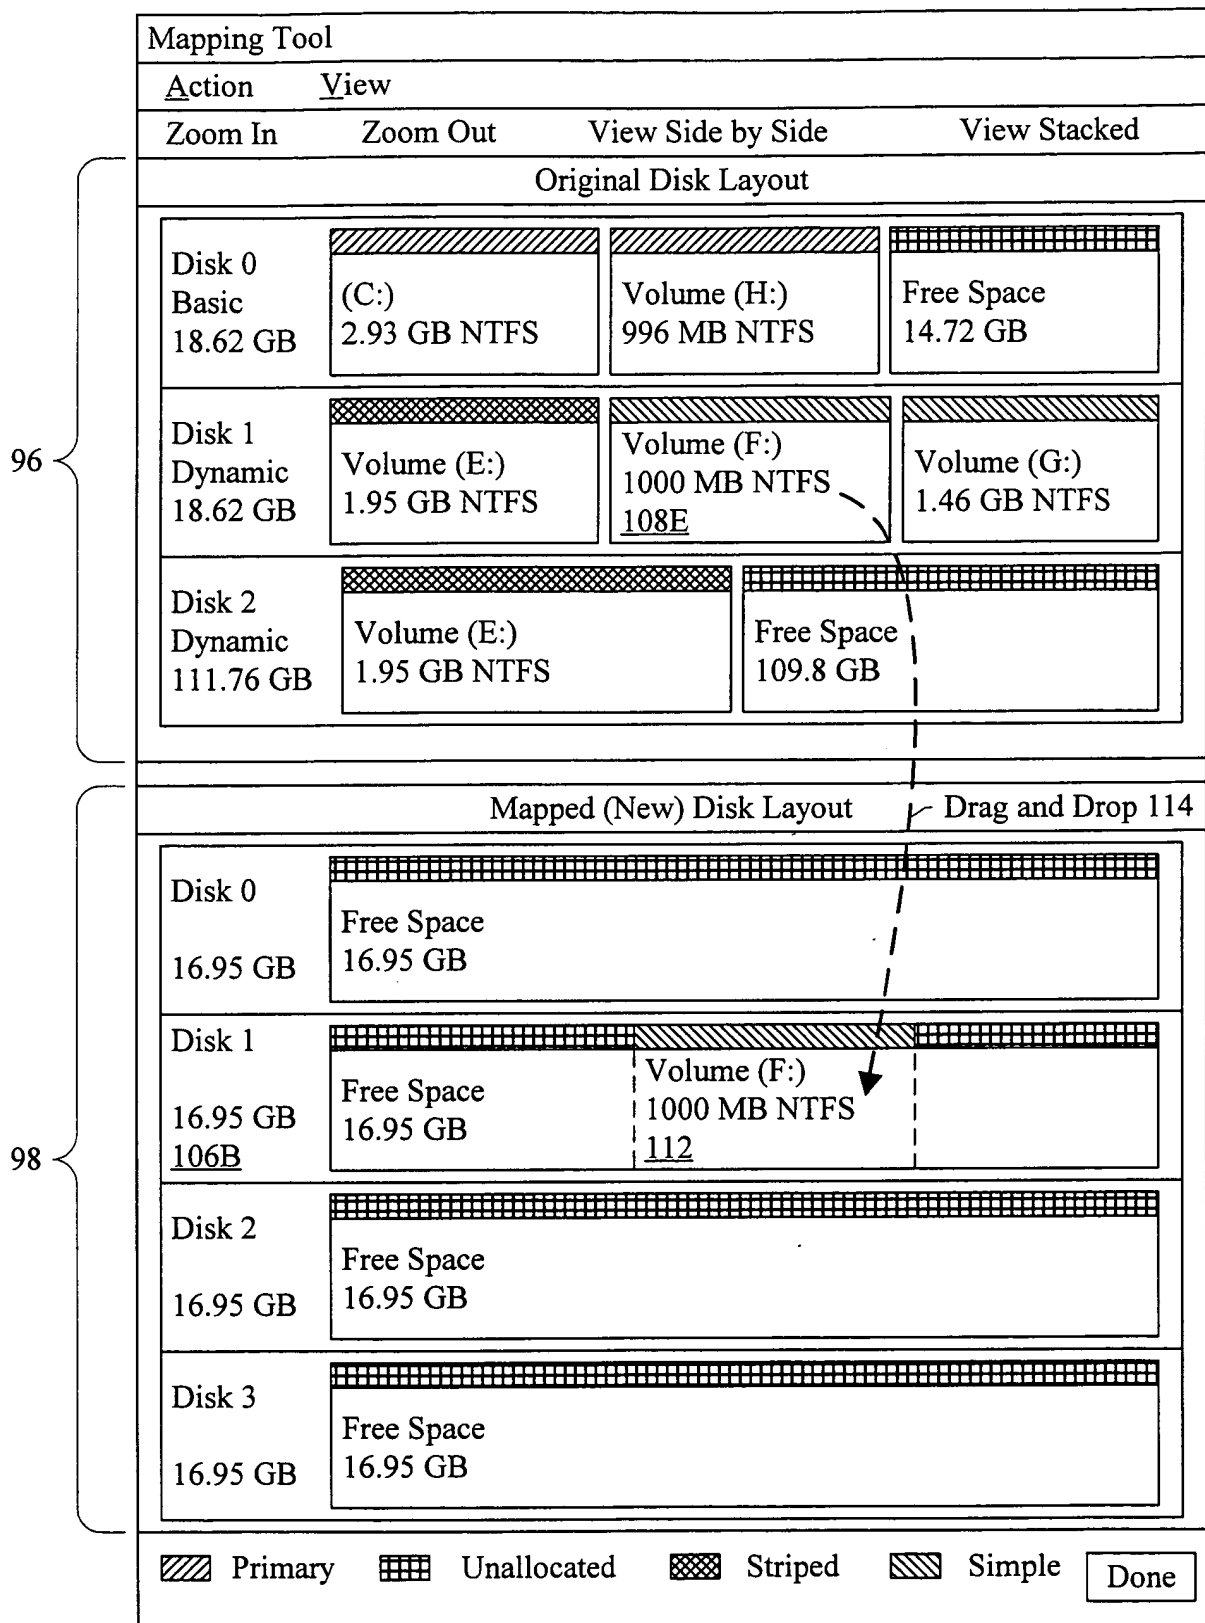 Mapping Tool
Action View
Zoom In Zoom Out View Side by Side View Stacked
Original Disk Layout
96
Disk 0
Basic
18.62 GB
(C:)
2.93 GB NTFS
Volume (H:)
996 MB NTFS
Free Space
14.72 GB
Disk 1
Dynamic
18.62 GB
Volume (E:)
1.95 GB NTFS
Volume (F:)
1000 MB NTFS
108E
Volume (G:)
1.46 GB NTFS
Disk 2
Dynamic
111.76 GB
Volume (E:)
1.95 GB NTFS
Free Space
109.8 GB
Mapped (New) Disk Layout
Drag and Drop 114
98
Disk 0
16.95 GB
Free Space
16.95 GB
Disk 1
16.95 GB
106B
Free Space
16.95 GB
Volume (F:)
1000 MB NTFS
112
Disk 2
16.95 GB
Free Space
16.95 GB
Disk 3
16.95 GB
Free Space
16.95 GB
Primary Unallocated Striped Simple Done